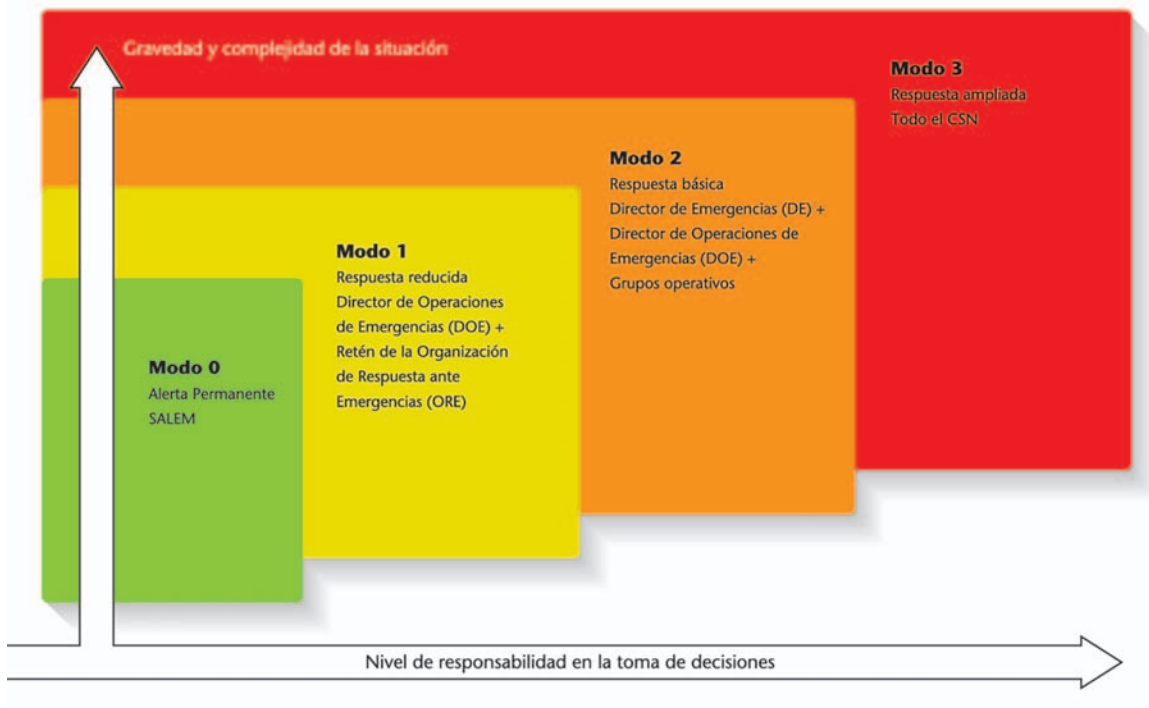 Gravedad y complejidad de la situación
Modo 3
Respuesta ampliada
Todo el CSN
Modo 2
Respuesta básica
Director de Emergencias (DE) +
Director de Operaciones de
Emergencias (DOE) +
Grupos operativos
Modo 1
Respuesta reducida
Director de Operaciones
de Emergencias (DOE) +
Retén de la Organización
de Respuesta ante
Emergencias (ORE)
Modo 0
Alerta Permanente
SALEM
Nivel de responsabilidad en la toma de decisiones